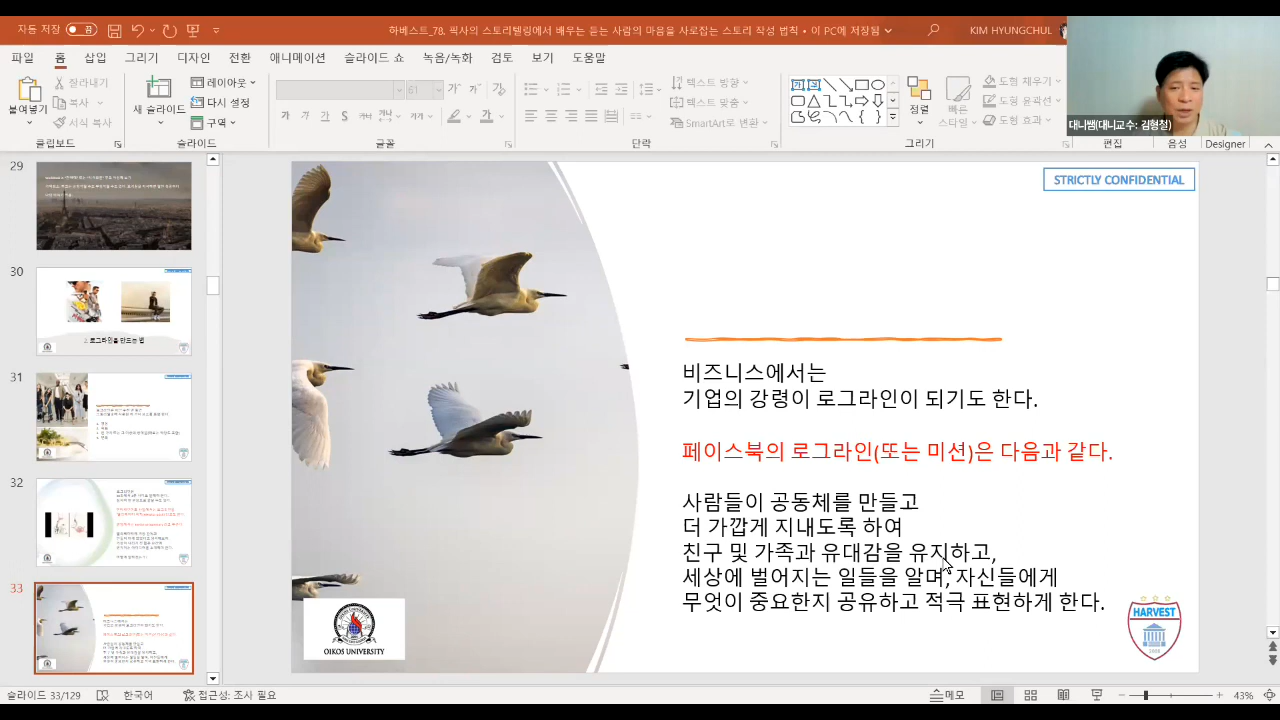 자동 저장
하베스트_78. 픽사의 스토리텔링에서 배우는 듣는 사람의 마음을 사로잡는 스토리 작성 법칙 • 이 PC에 저장됨
KIM HYUNGCHUL
파일 홈 삽입 그리기 디자인 전환 애니메이션 슬라이드 쇼 녹음/녹화 검토 보기 도움말
붙여넣기
잘라내기
복사
서식 복사
클립보드
새 슬라이드
레이아웃
다시 설정
구역
슬라이드
61
글꼴
텍스트 방향
텍스트 맞춤
SmartArt로 변환
단락
정렬
빠른 스타일
도형 채우기
도형
도형 효과
그리기
편집
음성
Designer
대니쌤(대니교수: 김형철)
29
30
2. 로그라인을 만드는 법
31
32
33
STRICTLY CONFIDENTIAL
비즈니스에서는
기업의 강령이 로그라인이 되기도 한다.
페이스북의 로그라인(또는 미션)은 다음과 같다.
사람들이 공동체를 만들고
더 가깝게 지내도록 하여
친구 및 가족과 유대감을 유지하고,
세상에 벌어지는 일들을 알며, 자신들에게
무엇이 중요한지 공유하고 적극 표현하게 한다.
OIKOS UNIVERSITY
HARVEST
슬라이드 33/129
한국어
접근성: 조사 필요
메모
43%